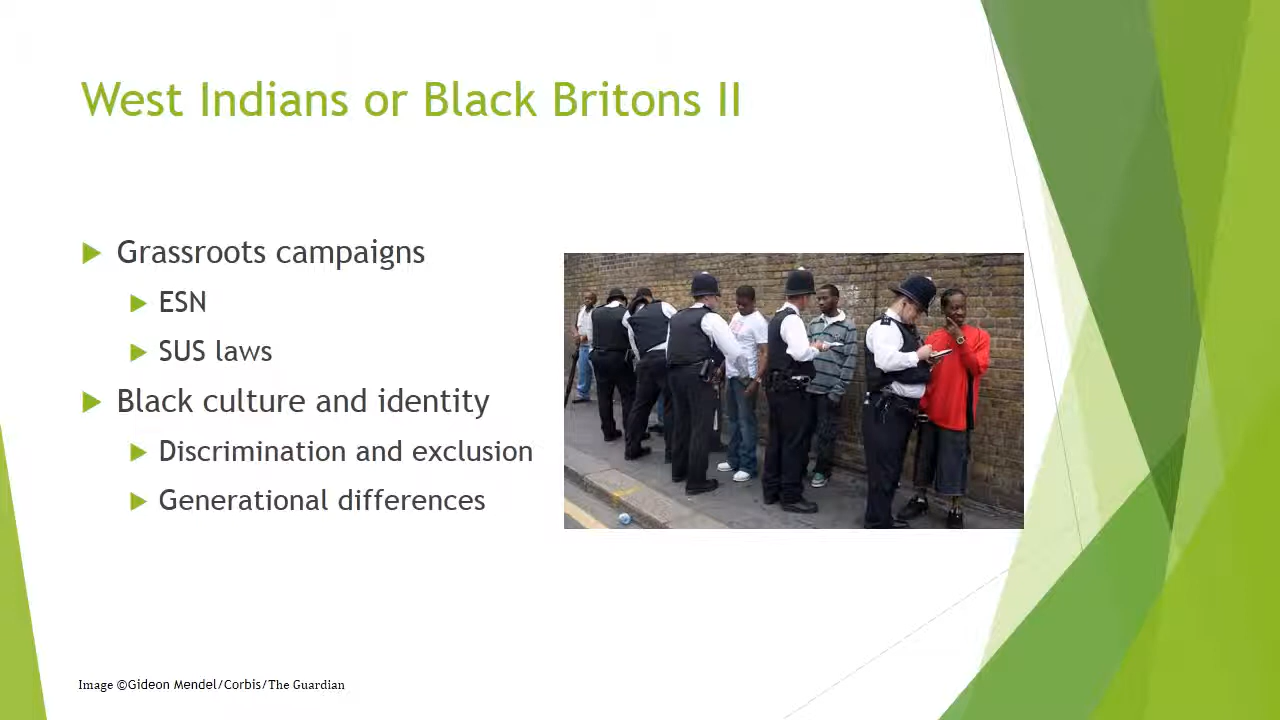 West Indians or Black Britons II
Grassroots campaigns
ESN
SUS laws
Black culture and identity
Discrimination and exclusion
Generational differences
Image ©Gideon Mendel/Corbis/The Guardian